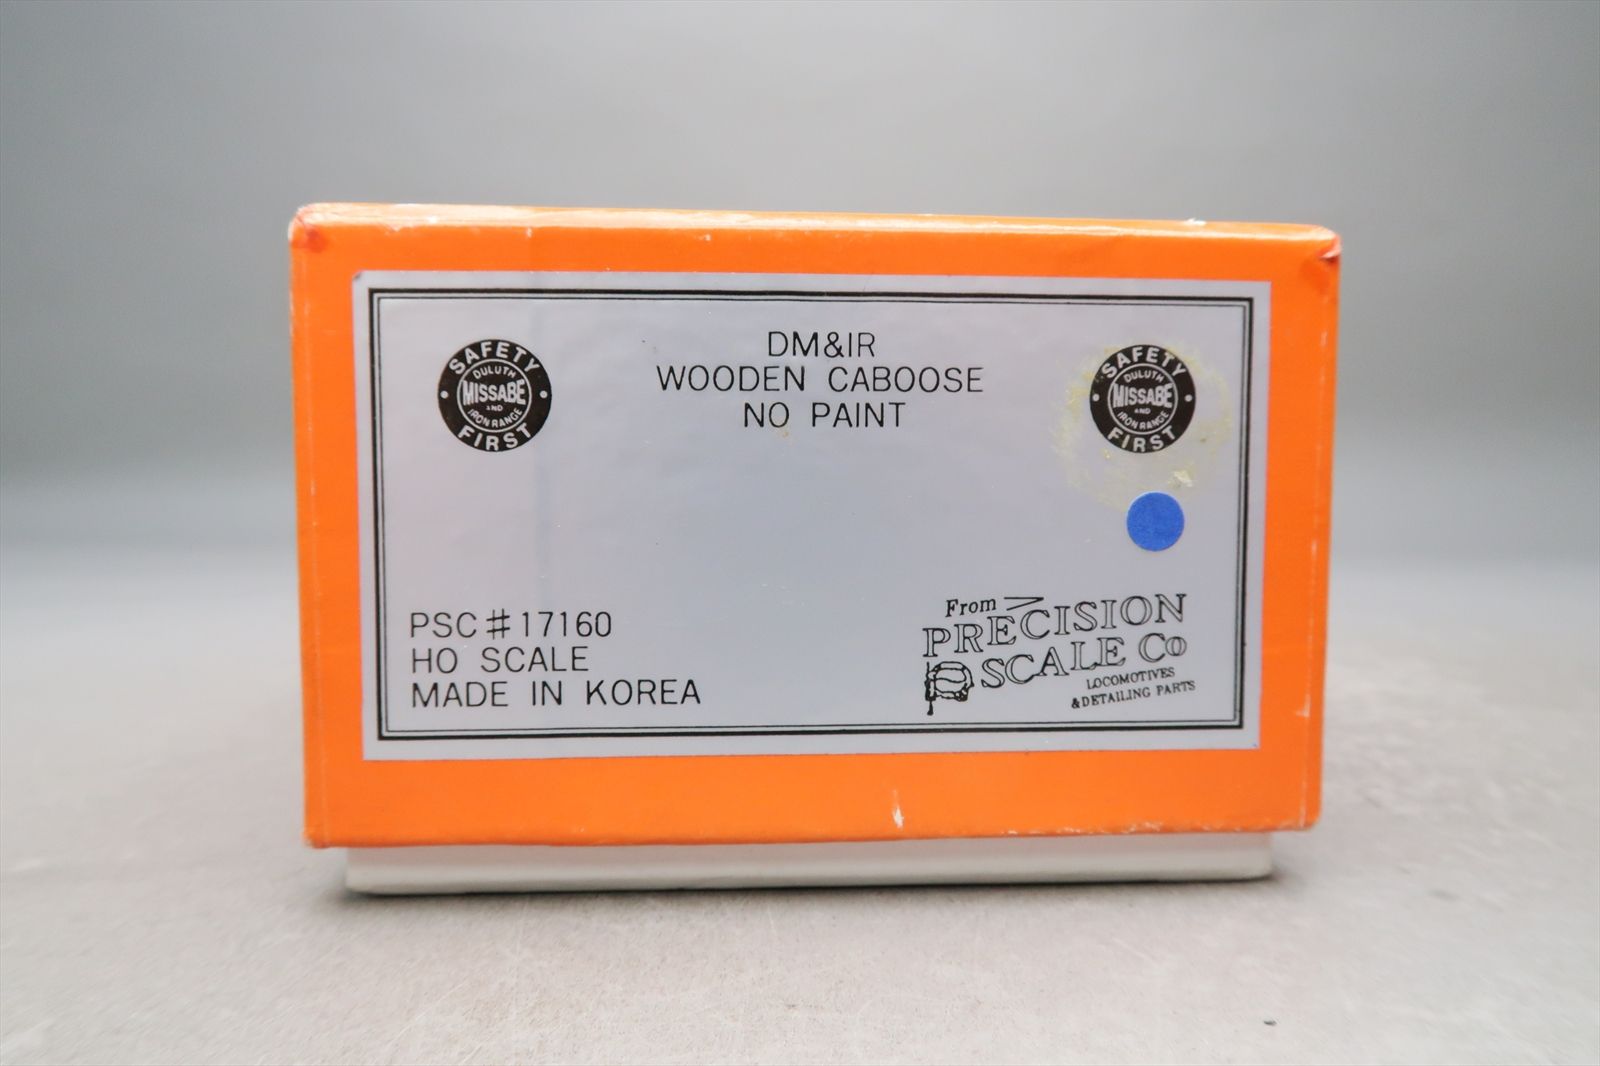 DM&IR
WOODEN CABOOSE
NO PAINT
SAFETY
DULUTH
MISSABE
AND
IRON RANGE
FIRST
SAFETY
DULUTH
MISSABE
AND
IRON RANGE
FIRST
PSC#17160
HO SCALE
MADE IN KOREA
From
PRECISION
SCALE Co
LOCOMOTIVES
&DETAILING PARTS